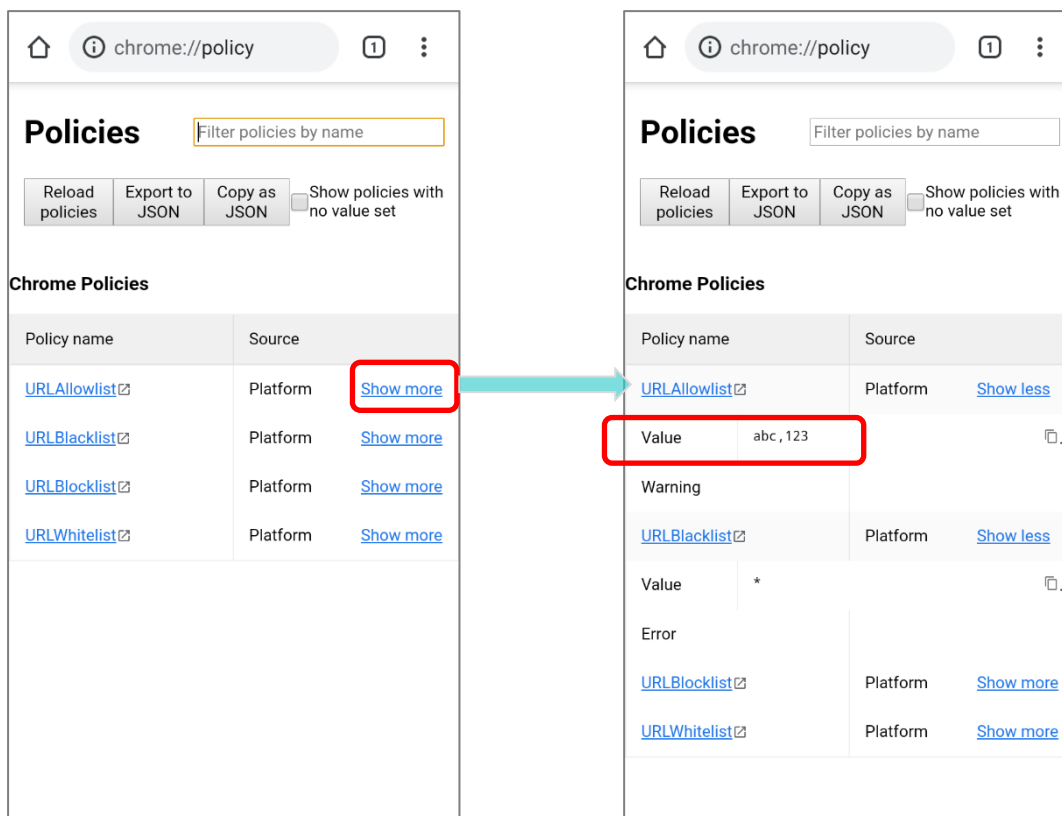 chrome://policy
1
Policies
Filter policies by name
Reload policies
Export to JSON
Copy as JSON
Show policies with no value set
Chrome Policies
Policy name
Source
URLAllowlist
Platform
Show more
URLBlacklist
Platform
Show more
URLBlocklist
Platform
Show more
URLWhitelist
Platform
Show more
chrome://policy
1
Policies
Filter policies by name
Reload policies
Export to JSON
Copy as JSON
Show policies with no value set
Chrome Policies
Policy name
Source
URLAllowlist
Platform
Show less
Value
abc,123
Warning
URLBlacklist
Platform
Show less
Value
*
Error
URLBlocklist
Platform
Show more
URLWhitelist
Platform
Show more